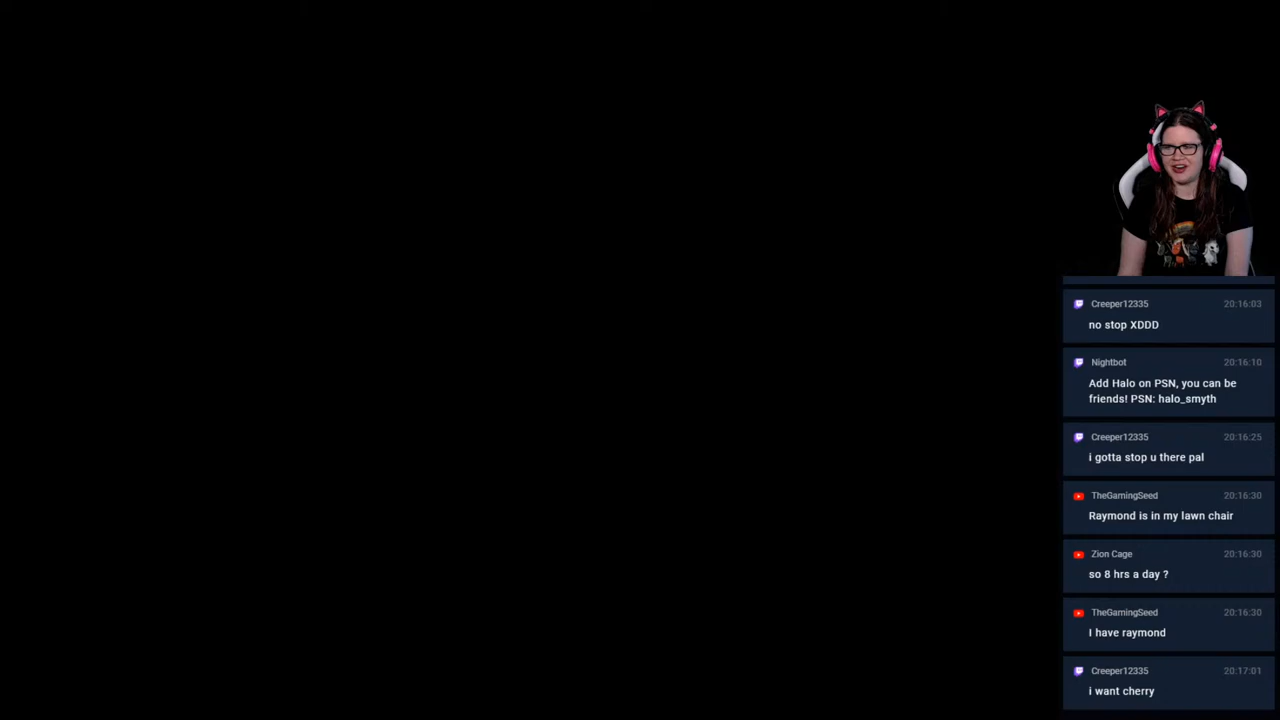 Creeper12335 20:16:03
no stop XDDD
Nightbot 20:16:10
Add Halo on PSN, you can be
friends! PSN: halo_smyth
Creeper12335 20:16:25
i gotta stop u there pal
TheGamingSeed 20:16:30
Raymond is in my lawn chair
Zion Cage 20:16:30
so 8 hrs a day ?
TheGamingSeed 20:16:30
I have raymond
Creeper12335 20:17:01
i want cherry